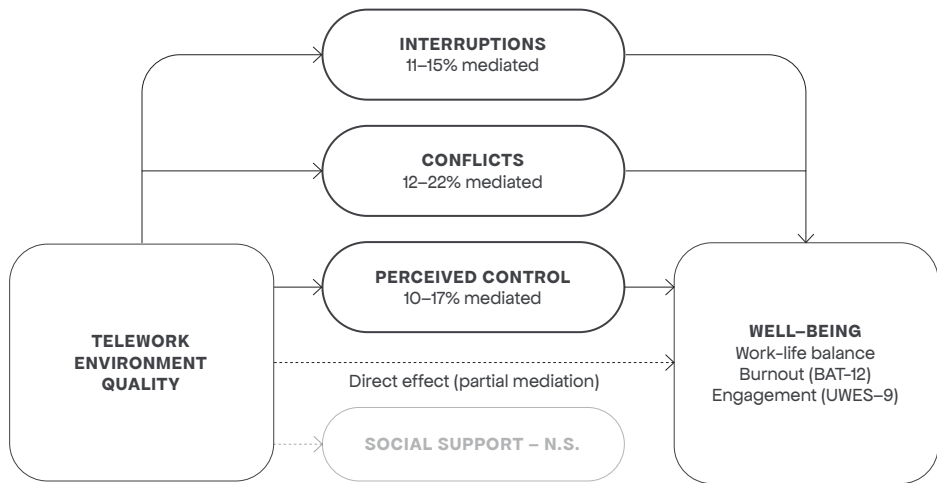 INTERRUPTIONS
11–15% mediated
CONFLICTS
12–22% mediated
PERCEIVED CONTROL
10–17% mediated
TELEWORK
ENVIRONMENT
QUALITY
WELL–BEING
Work-life balance
Burnout (BAT-12)
Engagement (UWES–9)
Direct effect (partial mediation)
SOCIAL SUPPORT – N.S.